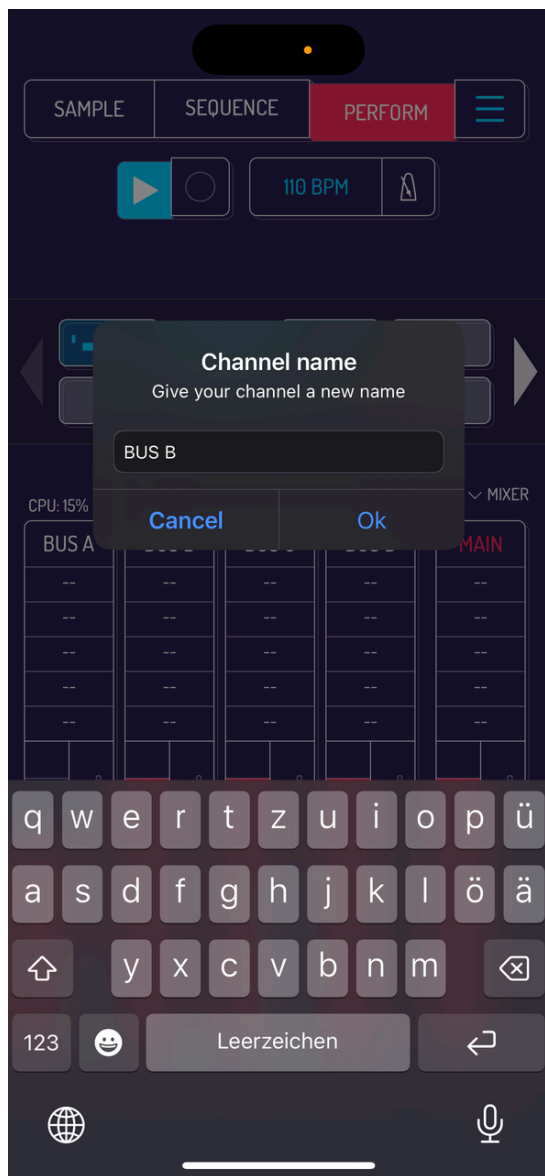 SAMPLE
SEQUENCE
PERFORM
110 BPM
Channel name
Give your channel a new name
BUS B
CPU: 15%
MIXER
Cancel
Ok
BUS A
MAIN
-- -- -- -- --
-- -- -- -- --
-- -- -- -- --
-- -- -- -- --
-- -- -- -- --
q w e r t z u i o p ü
a s d f g h j k l ö ä
y x c v b n m
123
Leerzeichen